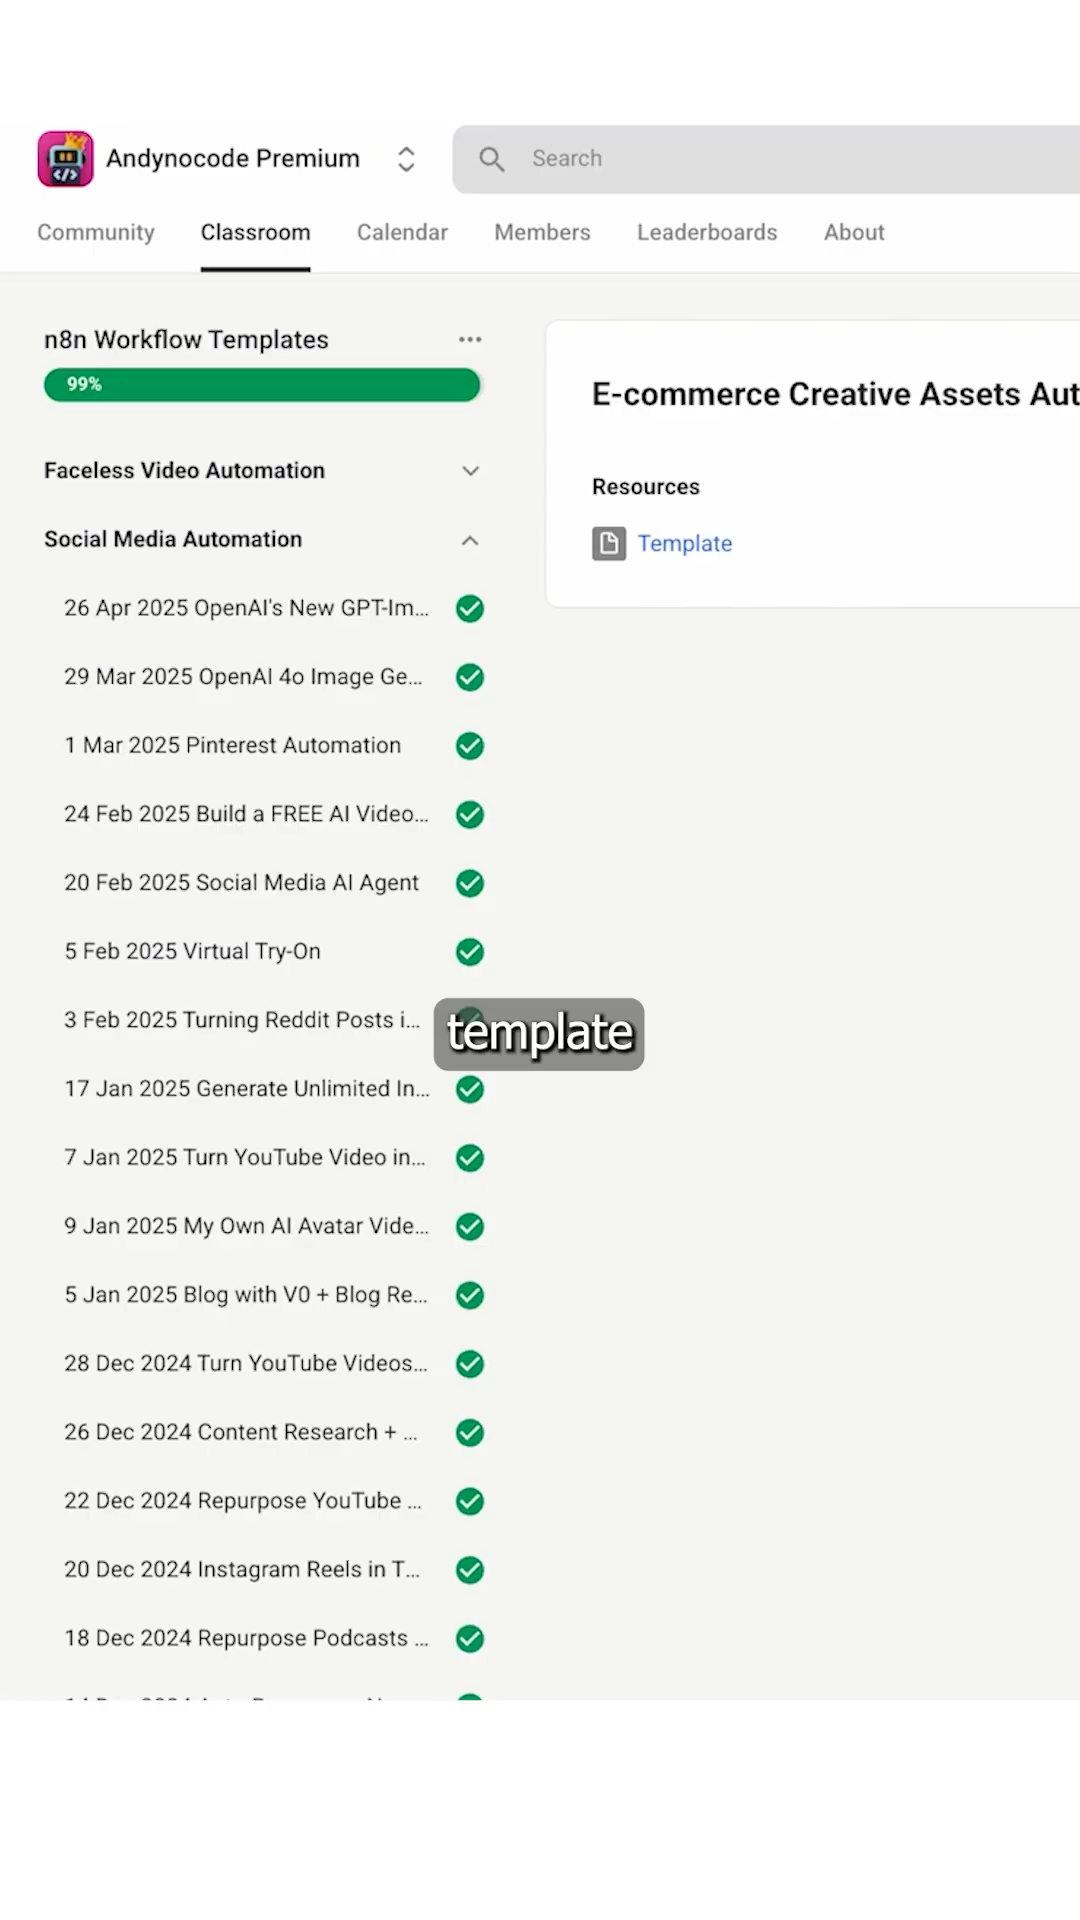 Andynocode Premium
Search
Community
Classroom
Calendar
Members
Leaderboards
About
n8n Workflow Templates
99%
Faceless Video Automation
Social Media Automation
26 Apr 2025 OpenAI's New GPT-Im...
29 Mar 2025 OpenAI 4o Image Ge...
1 Mar 2025 Pinterest Automation
24 Feb 2025 Build a FREE AI Video...
20 Feb 2025 Social Media AI Agent
5 Feb 2025 Virtual Try-On
3 Feb 2025 Turning Reddit Posts i...
17 Jan 2025 Generate Unlimited In...
7 Jan 2025 Turn YouTube Video in...
9 Jan 2025 My Own AI Avatar Vide...
5 Jan 2025 Blog with V0 + Blog Re...
28 Dec 2024 Turn YouTube Videos...
26 Dec 2024 Content Research + ...
22 Dec 2024 Repurpose YouTube ...
20 Dec 2024 Instagram Reels in T...
18 Dec 2024 Repurpose Podcasts ...
E-commerce Creative Assets Aut
Resources
Template
template